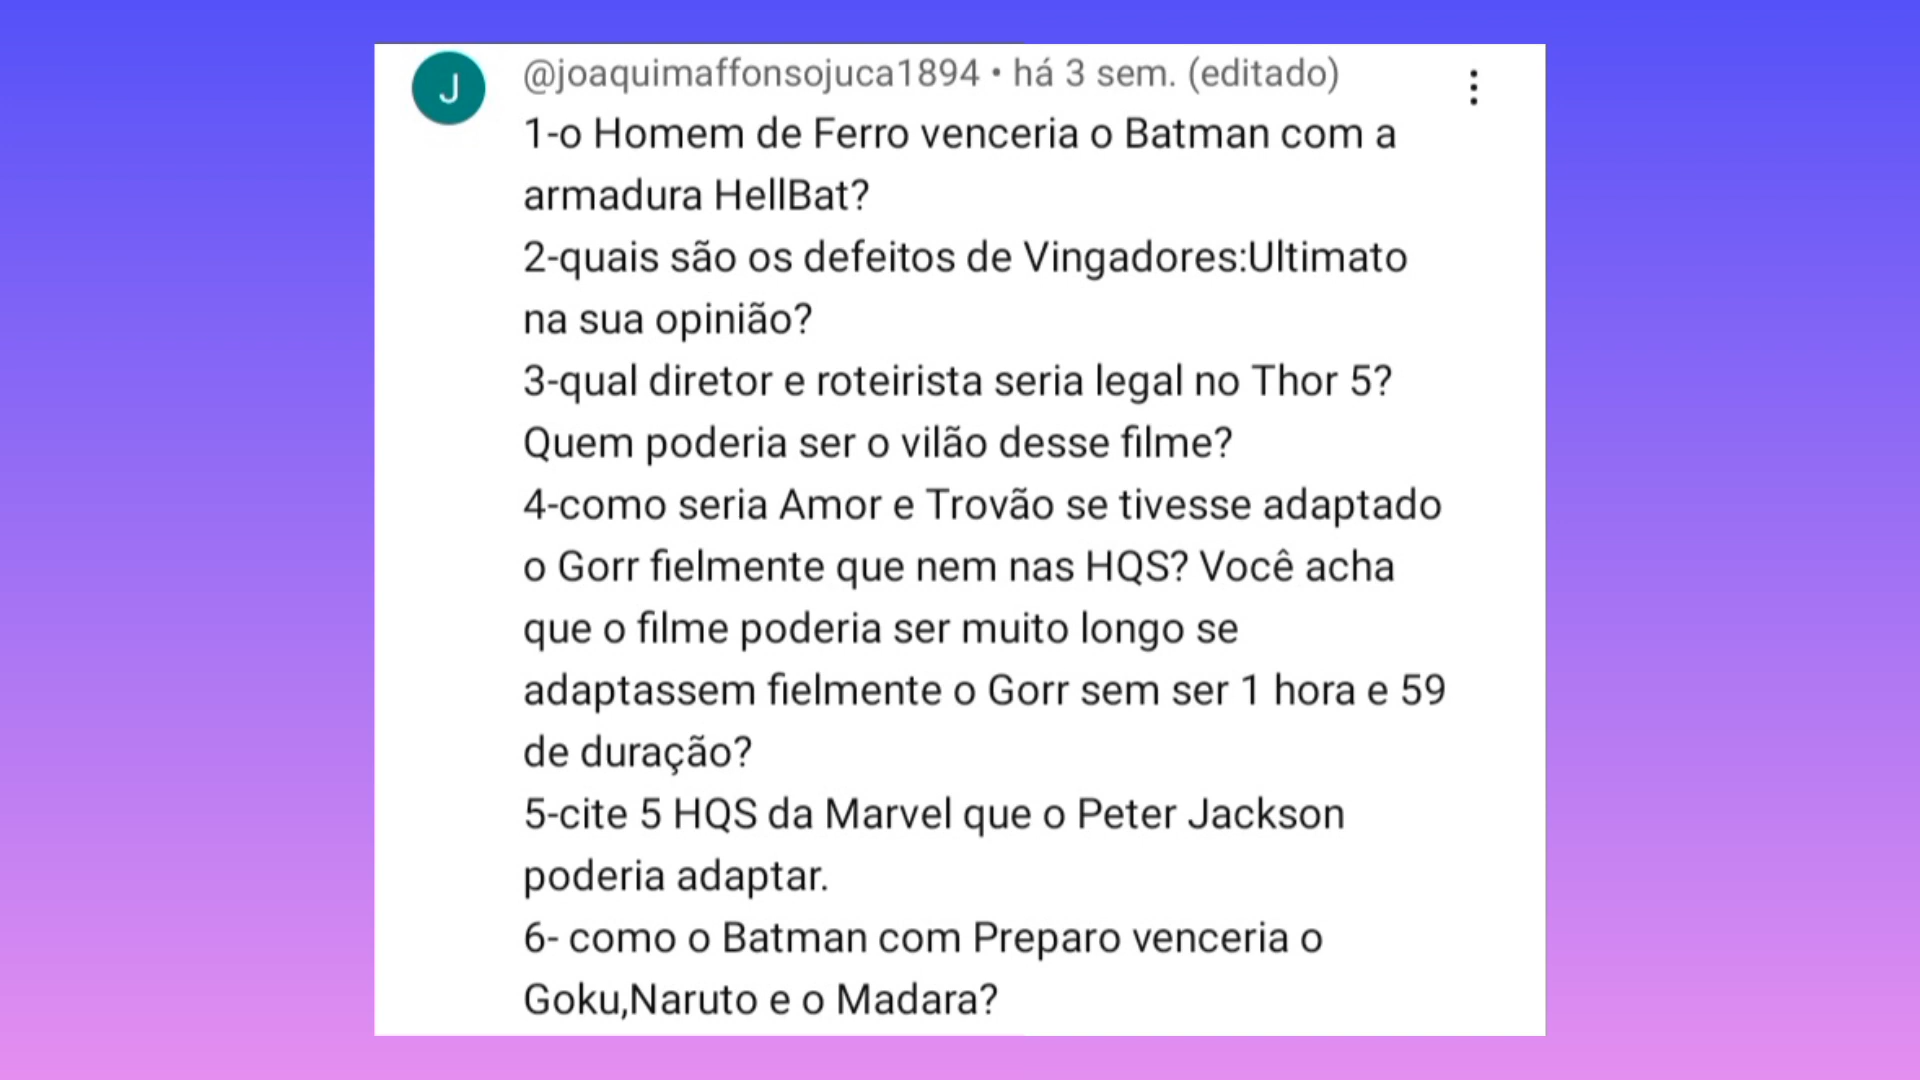 J
@joaquimaffonsojuca1894 • há 3 sem. (editado)
1-o Homem de Ferro venceria o Batman com a
armadura HellBat?
2-quais são os defeitos de Vingadores:Ultimato
na sua opinião?
3-qual diretor e roteirista seria legal no Thor 5?
Quem poderia ser o vilão desse filme?
4-como seria Amor e Trovão se tivesse adaptado
o Gorr fielmente que nem nas HQS? Você acha
que o filme poderia ser muito longo se
adaptassem fielmente o Gorr sem ser 1 hora e 59
de duração?
5-cite 5 HQS da Marvel que o Peter Jackson
poderia adaptar.
6- como o Batman com Preparo venceria o
Goku,Naruto e o Madara?